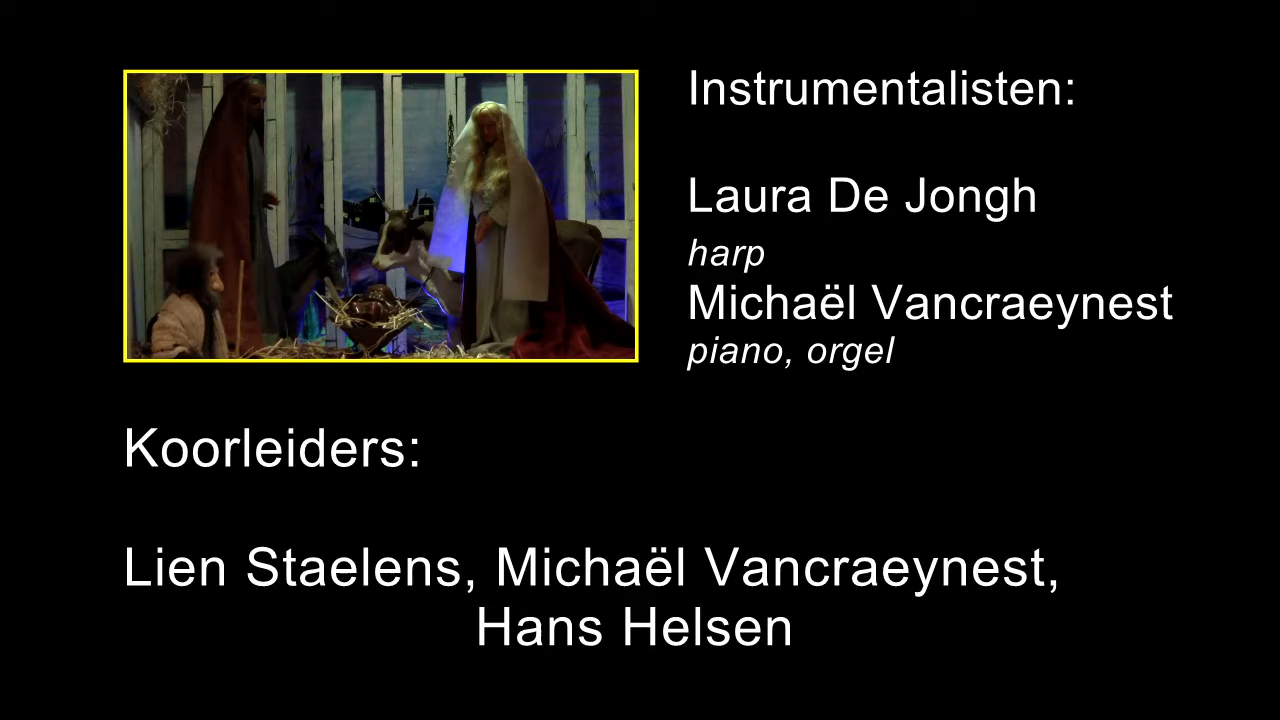 Instrumentalisten:
Laura De Jongh
harp
Michaël Vancraeynest
piano, orgel
Koorleiders:
Lien Staelens, Michaël Vancraeynest,
Hans Helsen